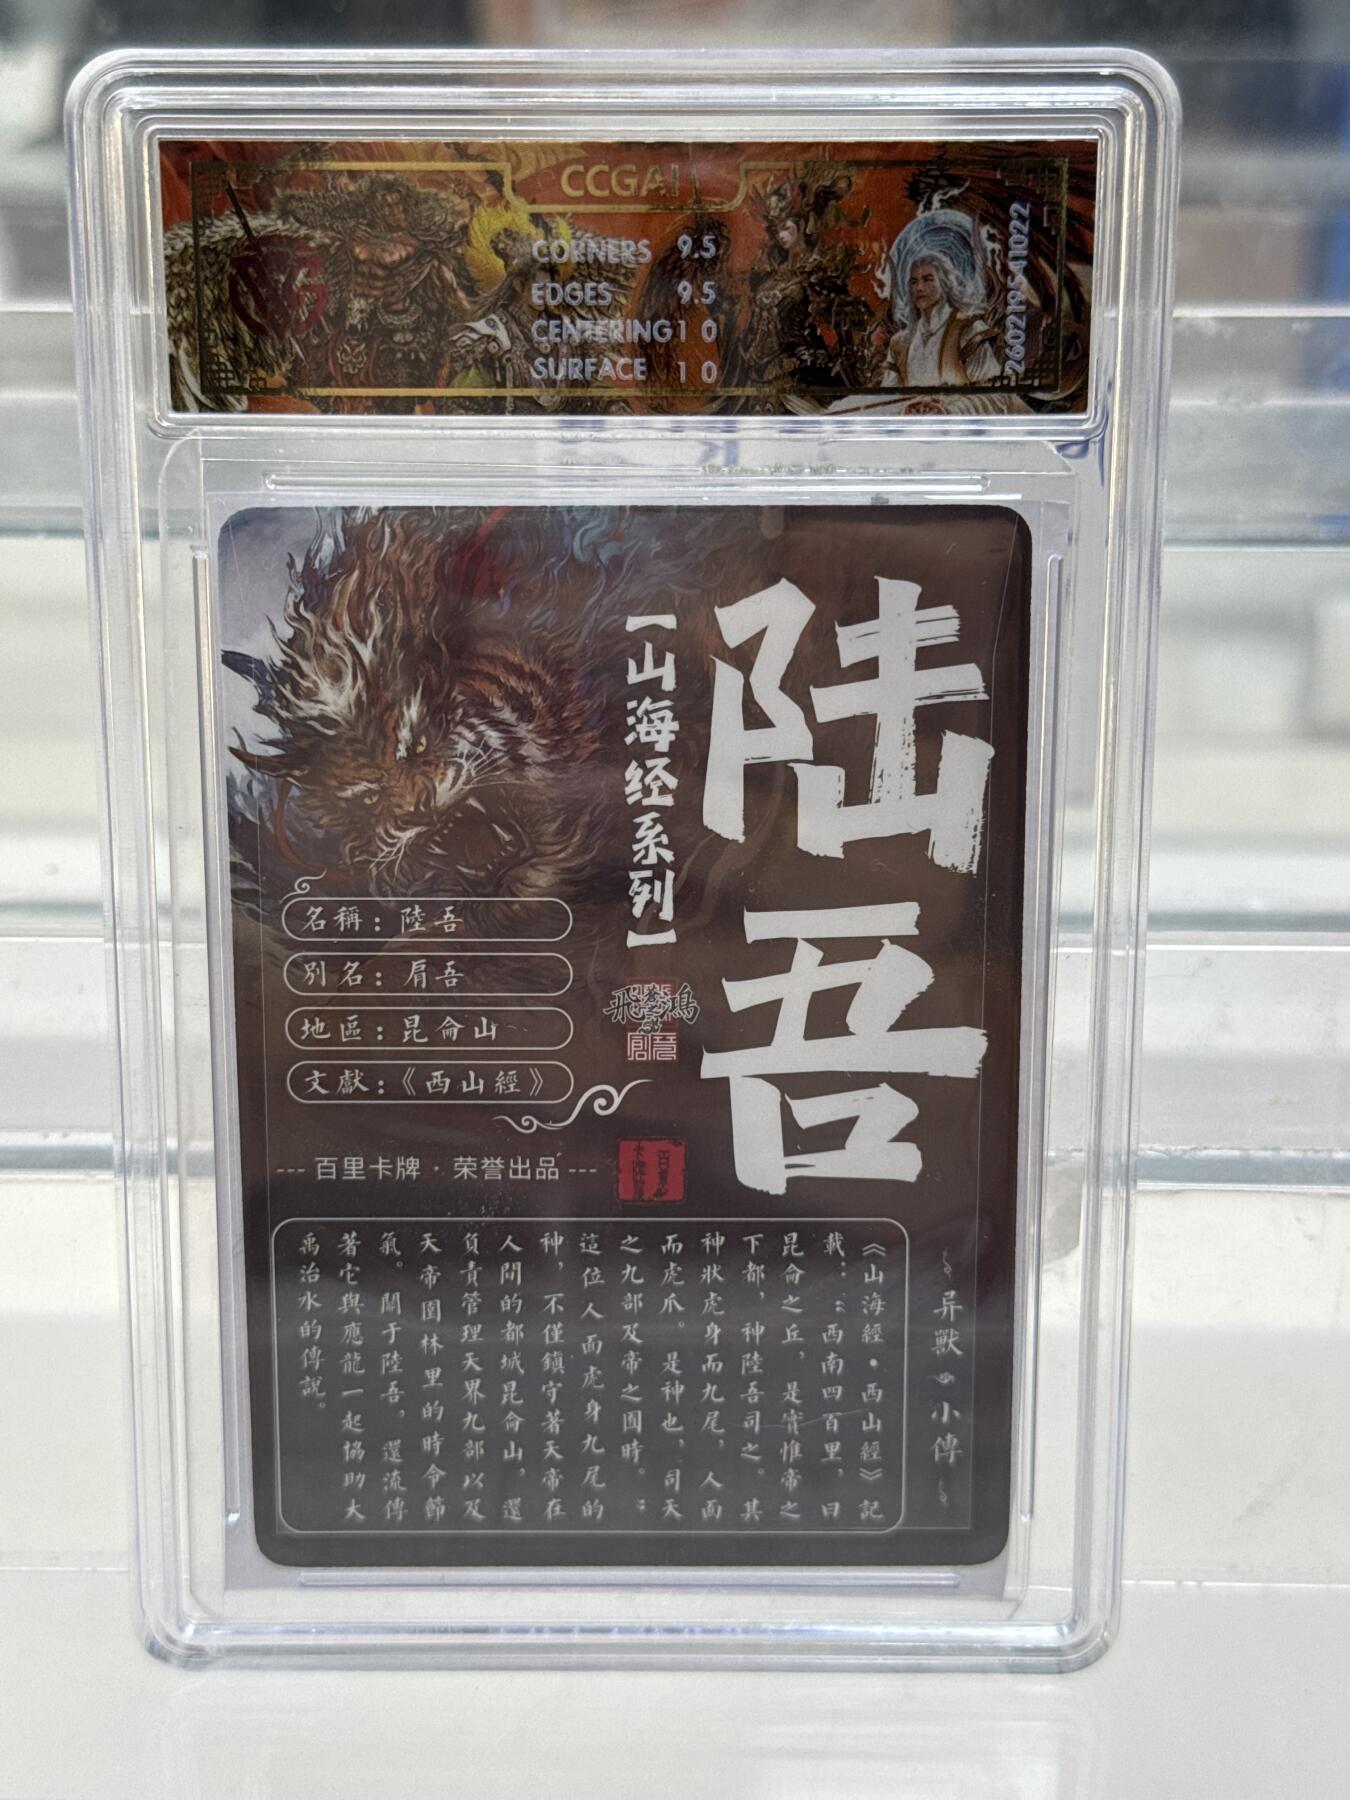 CCGAI
CORNERS 9.5
EDGES 9.5
CENTERING 10
SURFACE 10
260219541022
陆吾
【山海经系列】
名稱：陸吾
別名：肩吾
地區：昆侖山
文獻：《西山經》
飛鴻
--- 百里卡牌 · 荣誉出品 ---
异獸 小傳
《山海經·西山經》記
載：：西南四百里，曰
昆侖之丘，是實惟帝之
下都，神陸吾司之。其
神狀虎身而九尾，人面
而虎爪。是神也，司天
之九部及帝之囿時。：
這位人面虎身九尾的
神，不僅鎮守著天帝在
人間的都城昆侖山，還
負責管理天界九部以及
天帝園林里的時令節
氣。關于陸吾，還流傳
著它與應龍一起協助大
禹治水的傳說。